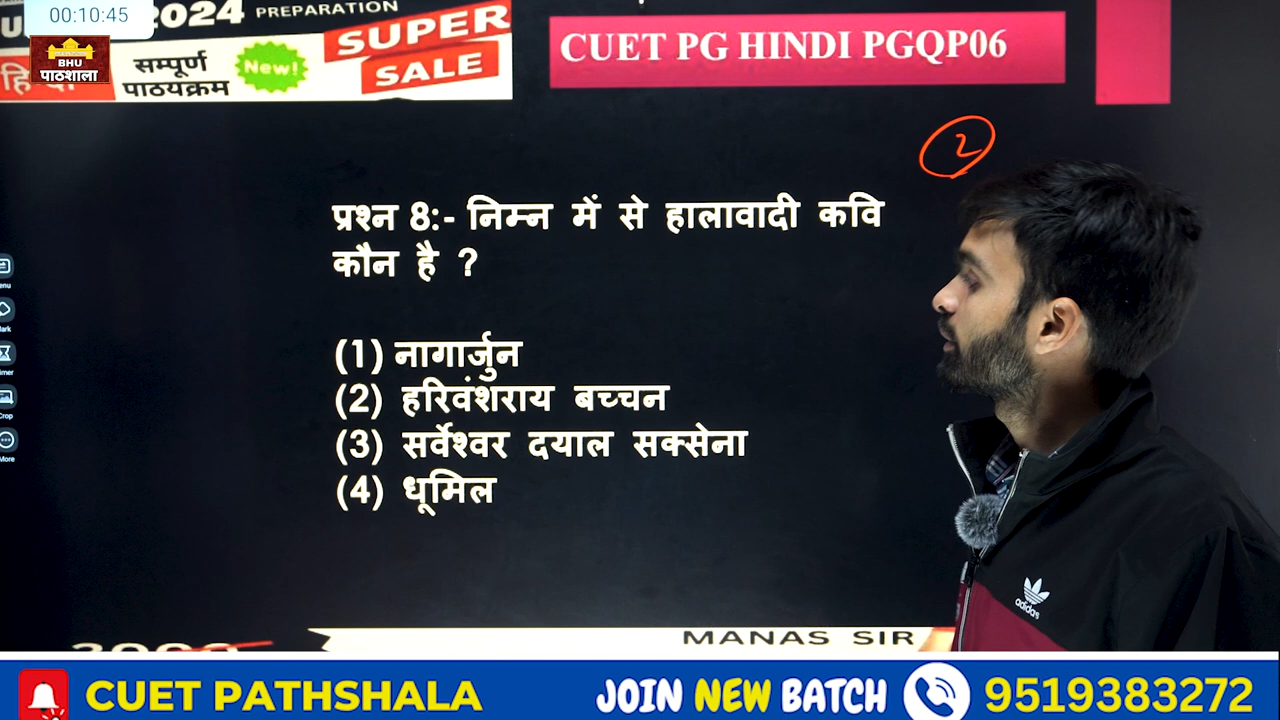 00:10:45
2024 PREPARATION
BHU
पाठशाला
सम्पूर्ण
पाठयक्रम
New!
SUPER
SALE
CUET PG HINDI PGQP06
2
प्रश्न 8:- निम्न में से हालावादी कवि
कौन है ?
(1) नागार्जुन
(2) हरिवंशराय बच्चन
(3) सर्वेश्वर दयाल सक्सेना
(4) धूमिल
adidas
MANAS SIR
CUET PATHSHALA
JOIN NEW BATCH
9519383272